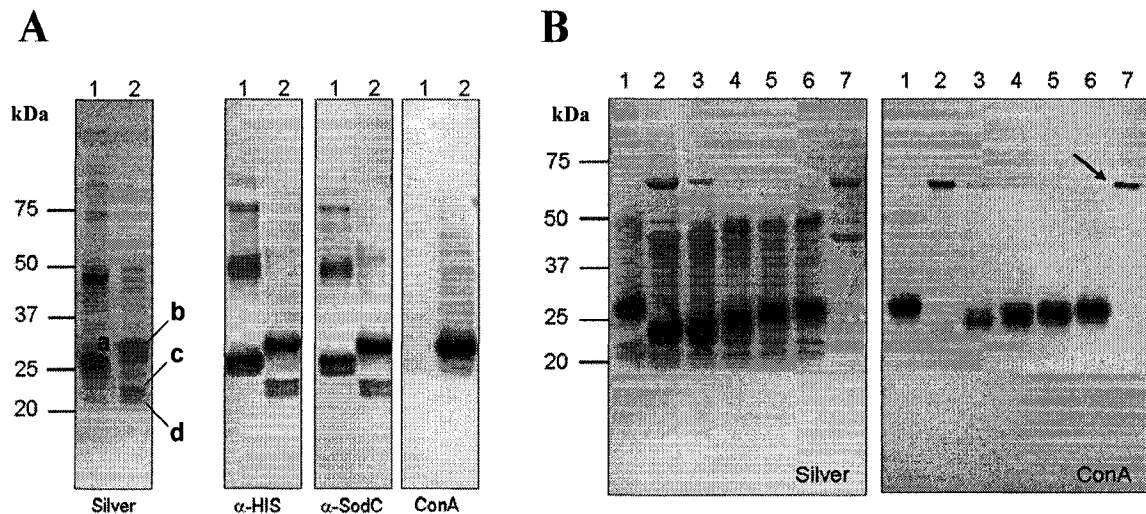 A
B
1 2
1 2
1 2
1 2
kDa
75
50
37
25
20
a
b
c
d
Silver
α-HIS
α-SodC
ConA
1 2 3 4 5 6 7
1 2 3 4 5 6 7
kDa
75
50
37
25
20
Silver
ConA